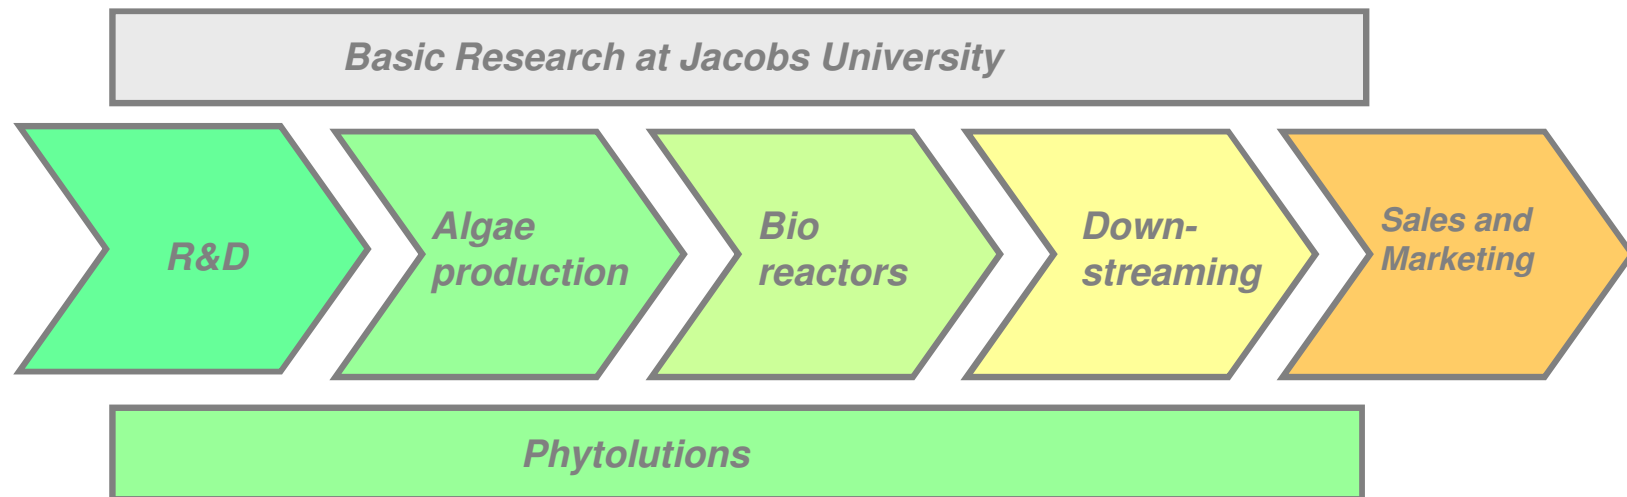 Basic Research at Jacobs University
R&D
Algae
production
Bio
reactors
Down-
streaming
Sales and
Marketing
Phytolutions